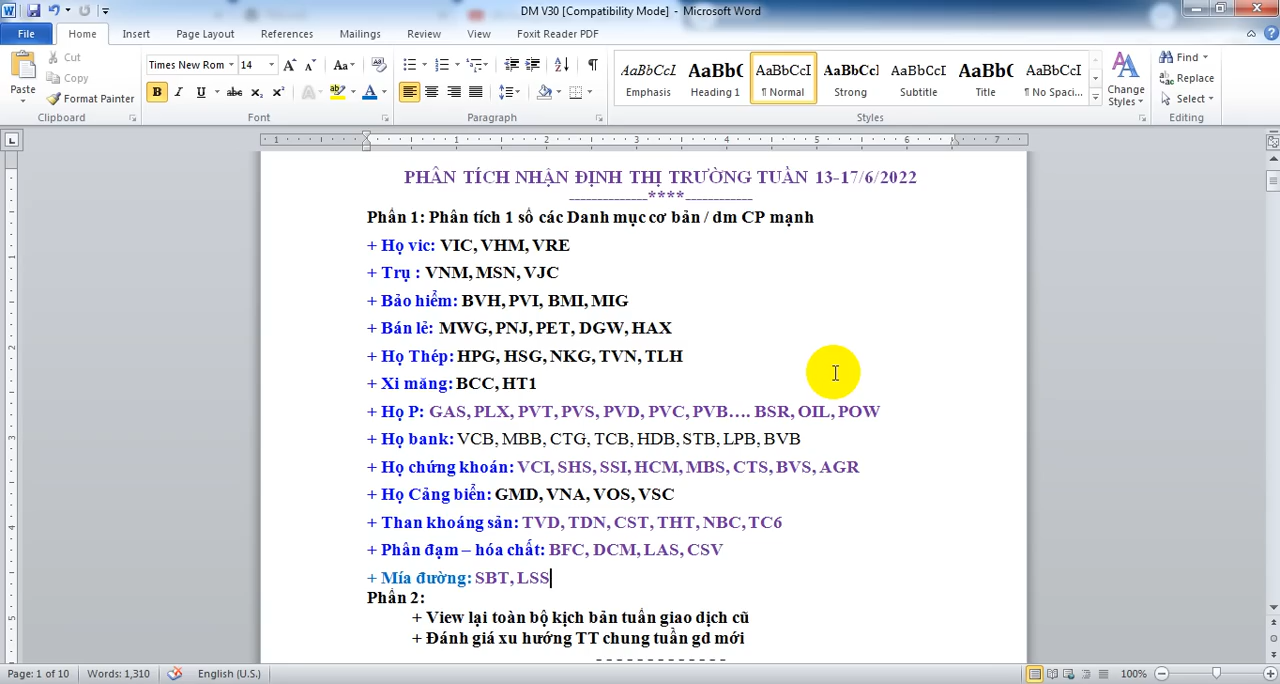 DM V30 [Compatibility Mode] - Microsoft Word
File Home Insert Page Layout References Mailings Review View Foxit Reader PDF
Cut
Copy
Format Painter
Paste
Times New Rom 14
AaBbCcI AaBb( AaBbCcI AaBbCcl AaBbCcI AaBb( AaBbCcI
Emphasis Heading 1 ¶ Normal Strong Subtitle Title ¶ No Spaci...
Change Styles
Find
Replace
Select
Clipboard Font Paragraph Styles Editing
PHÂN TÍCH NHẬN ĐỊNH THỊ TRƯỜNG TUẦN 13-17/6/2022
-------------****------------
Phần 1: Phân tích 1 số các Danh mục cơ bản / dm CP mạnh
+ Họ vic: VIC, VHM, VRE
+ Trụ : VNM, MSN, VJC
+ Bảo hiểm: BVH, PVI, BMI, MIG
+ Bán lẻ: MWG, PNJ, PET, DGW, HAX
+ Họ Thép: HPG, HSG, NKG, TVN, TLH
+ Xi măng: BCC, HT1
+ Họ P: GAS, PLX, PVT, PVS, PVD, PVC, PVB…. BSR, OIL, POW
+ Họ bank: VCB, MBB, CTG, TCB, HDB, STB, LPB, BVB
+ Họ chứng khoán: VCI, SHS, SSI, HCM, MBS, CTS, BVS, AGR
+ Họ Cảng biển: GMD, VNA, VOS, VSC
+ Than khoáng sản: TVD, TDN, CST, THT, NBC, TC6
+ Phân đạm – hóa chất: BFC, DCM, LAS, CSV
+ Mía đường: SBT, LSS
Phần 2:
+ View lại toàn bộ kịch bản tuần giao dịch cũ
+ Đánh giá xu hướng TT chung tuần gd mới
- - - - - - - - - - - - -
Page: 1 of 10 Words: 1,310 English (U.S.) 100%